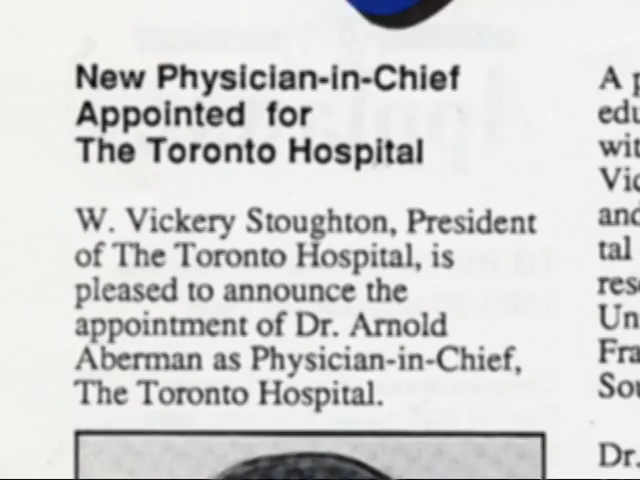 New Physician-in-Chief
Appointed for
The Toronto Hospital
W. Vickery Stoughton, President
of The Toronto Hospital, is
pleased to announce the
appointment of Dr. Arnold
Aberman as Physician-in-Chief,
The Toronto Hospital.
A
Dr.